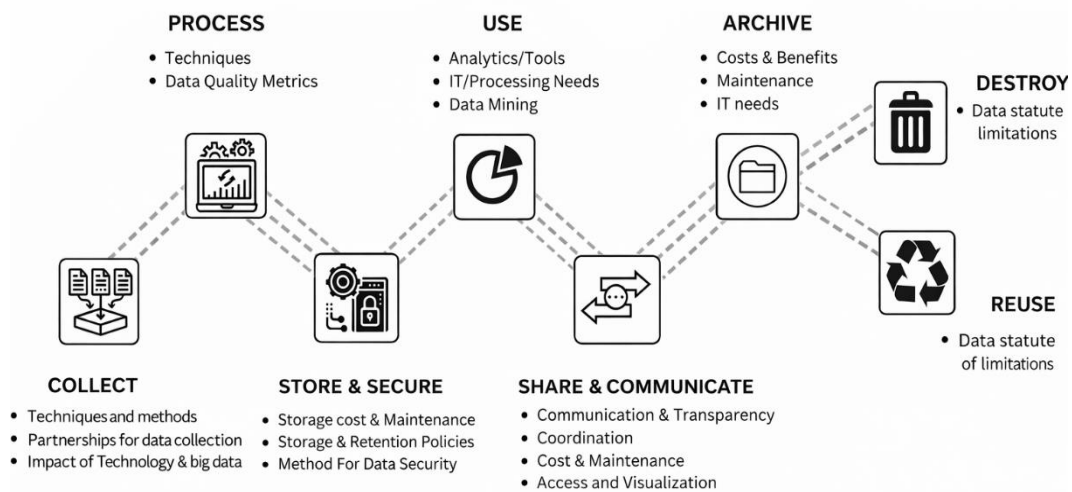 PROCESS
• Techniques
• Data Quality Metrics
USE
• Analytics/Tools
• IT/Processing Needs
• Data Mining
ARCHIVE
• Costs & Benefits
• Maintenance
• IT needs
DESTROY
• Data statute
limitations
REUSE
• Data statute
of limitations
COLLECT
• Techniques and methods
• Partnerships for data collection
• Impact of Technology & big data
STORE & SECURE
• Storage cost & Maintenance
• Storage & Retention Policies
• Method For Data Security
SHARE & COMMUNICATE
• Communication & Transparency
• Coordination
• Cost & Maintenance
• Access and Visualization